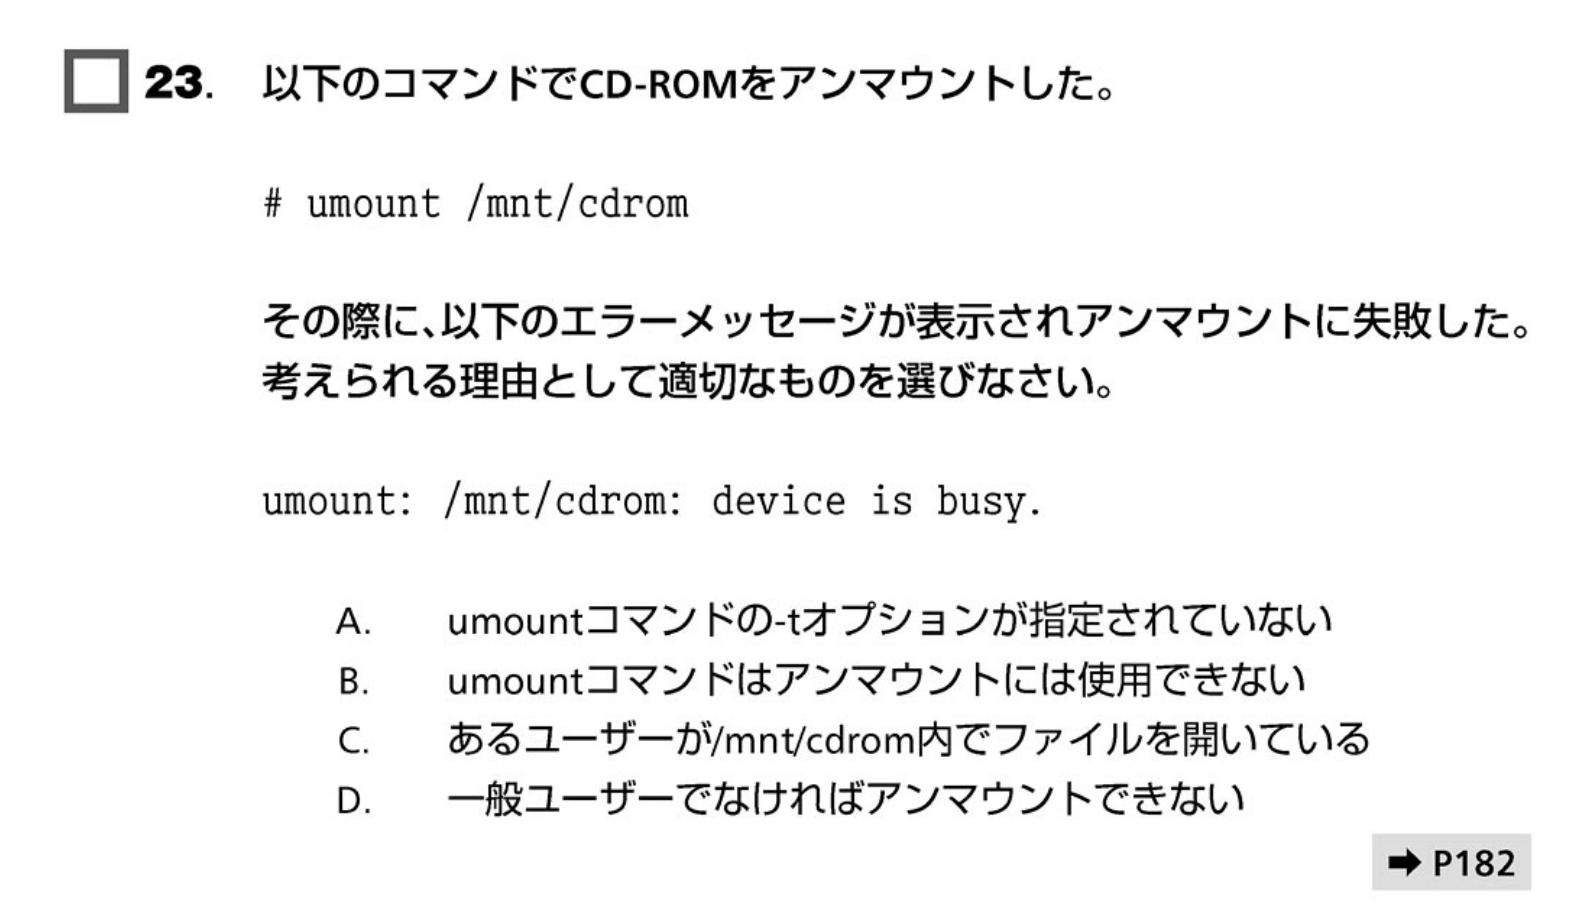 23. 以下のコマンドでCD-ROMをアンマウントした。
# umount /mnt/cdrom
その際に、以下のエラーメッセージが表示されアンマウントに失敗した。
考えられる理由として適切なものを選びなさい。
umount: /mnt/cdrom: device is busy.
A. umountコマンドの-tオプションが指定されていない
B. umountコマンドはアンマウントには使用できない
C. あるユーザーが/mnt/cdrom内でファイルを開いている
D. 一般ユーザーでなければアンマウントできない
➡ P182